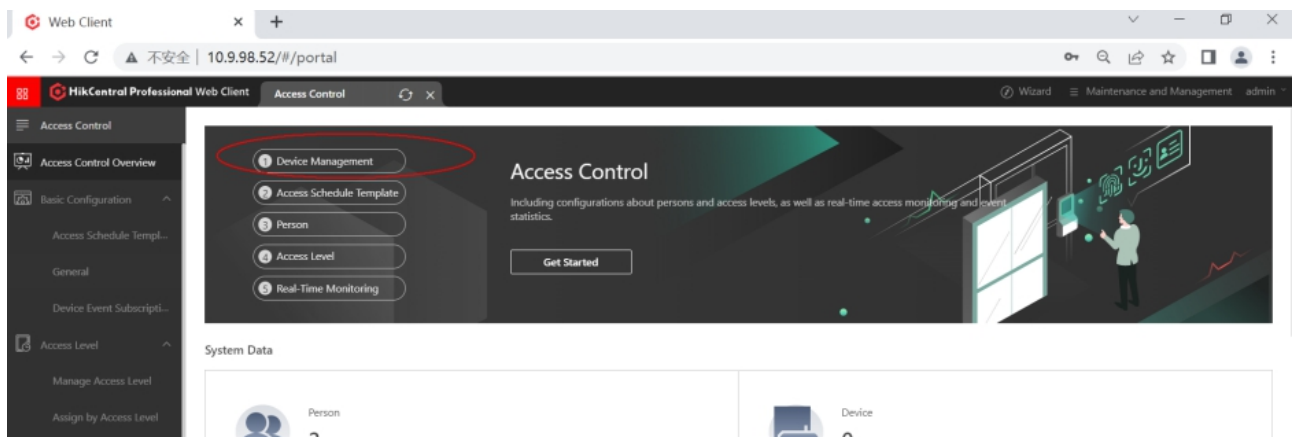 Web Client
不安全 10.9.98.52/#/portal
HikCentral Professional Web Client Access Control Wizard Maintenance and Management admin
Access Control
Access Control Overview
Basic Configuration
Access Schedule Templ...
General
Device Event Subscripti...
Access Level
Manage Access Level
Assign by Access Level
1 Device Management
2 Access Schedule Template
3 Person
4 Access Level
5 Real-Time Monitoring
Access Control
Including configurations about persons and access levels, as well as real-time access monitoring and event
statistics.
Get Started
System Data
Person
Device